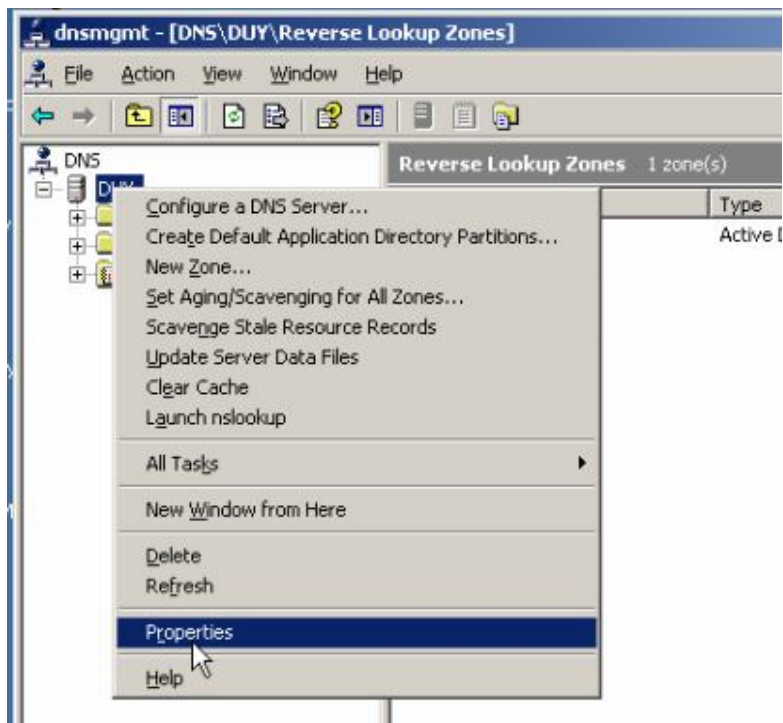 dnsmgmt - [DNS\DUY\Reverse Lookup Zones]
File Action View Window Help
DNS
Reverse Lookup Zones 1 zone(s)
DUY
Type
Active D
Configure a DNS Server...
Create Default Application Directory Partitions...
New Zone...
Set Aging/Scavenging for All Zones...
Scavenge Stale Resource Records
Update Server Data Files
Clear Cache
Launch nslookup
All Tasks
New Window from Here
Delete
Refresh
Properties
Help